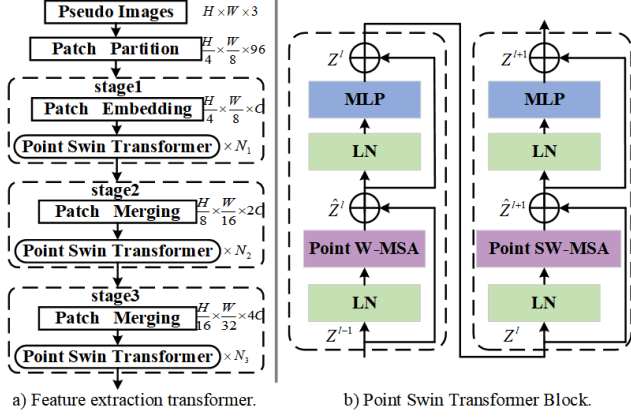 Pseudo Images H × W × 3
Patch Partition H/4 × W/8 × 96
stage1
Patch Embedding H/4 × W/8 × C
Point Swin Transformer × N₁
stage2
Patch Merging H/8 × W/16 × 2C
Point Swin Transformer × N₂
stage3
Patch Merging H/16 × W/32 × 4C
Point Swin Transformer × N₃
a) Feature extraction transformer.
Z^l
MLP
LN
Ẑ^l
Point W-MSA
LN
Z^{l-1}
Z^{l+1}
MLP
LN
Ẑ^{l+1}
Point SW-MSA
LN
Z^l
b) Point Swin Transformer Block.